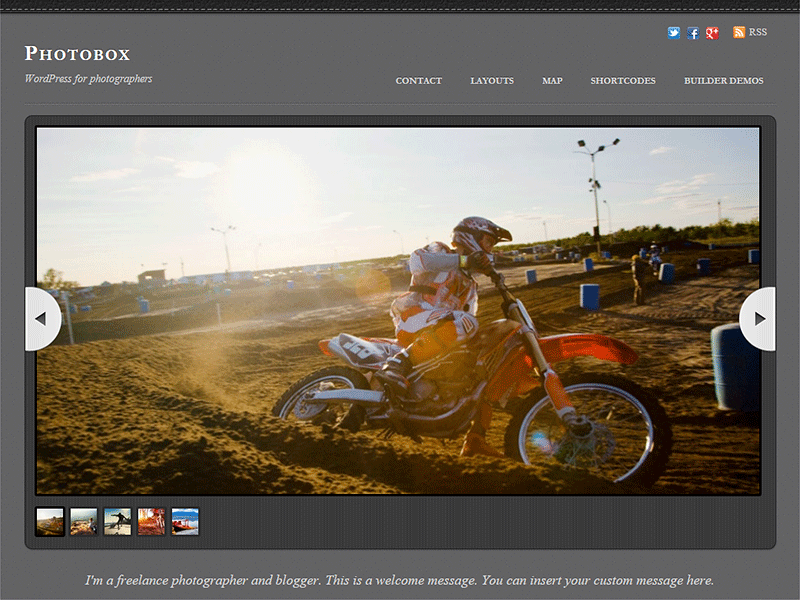 RSS
PHOTOBOX
WordPress for photographers
CONTACT LAYOUTS MAP SHORTCODES BUILDER DEMOS
I'm a freelance photographer and blogger. This is a welcome message. You can insert your custom message here.